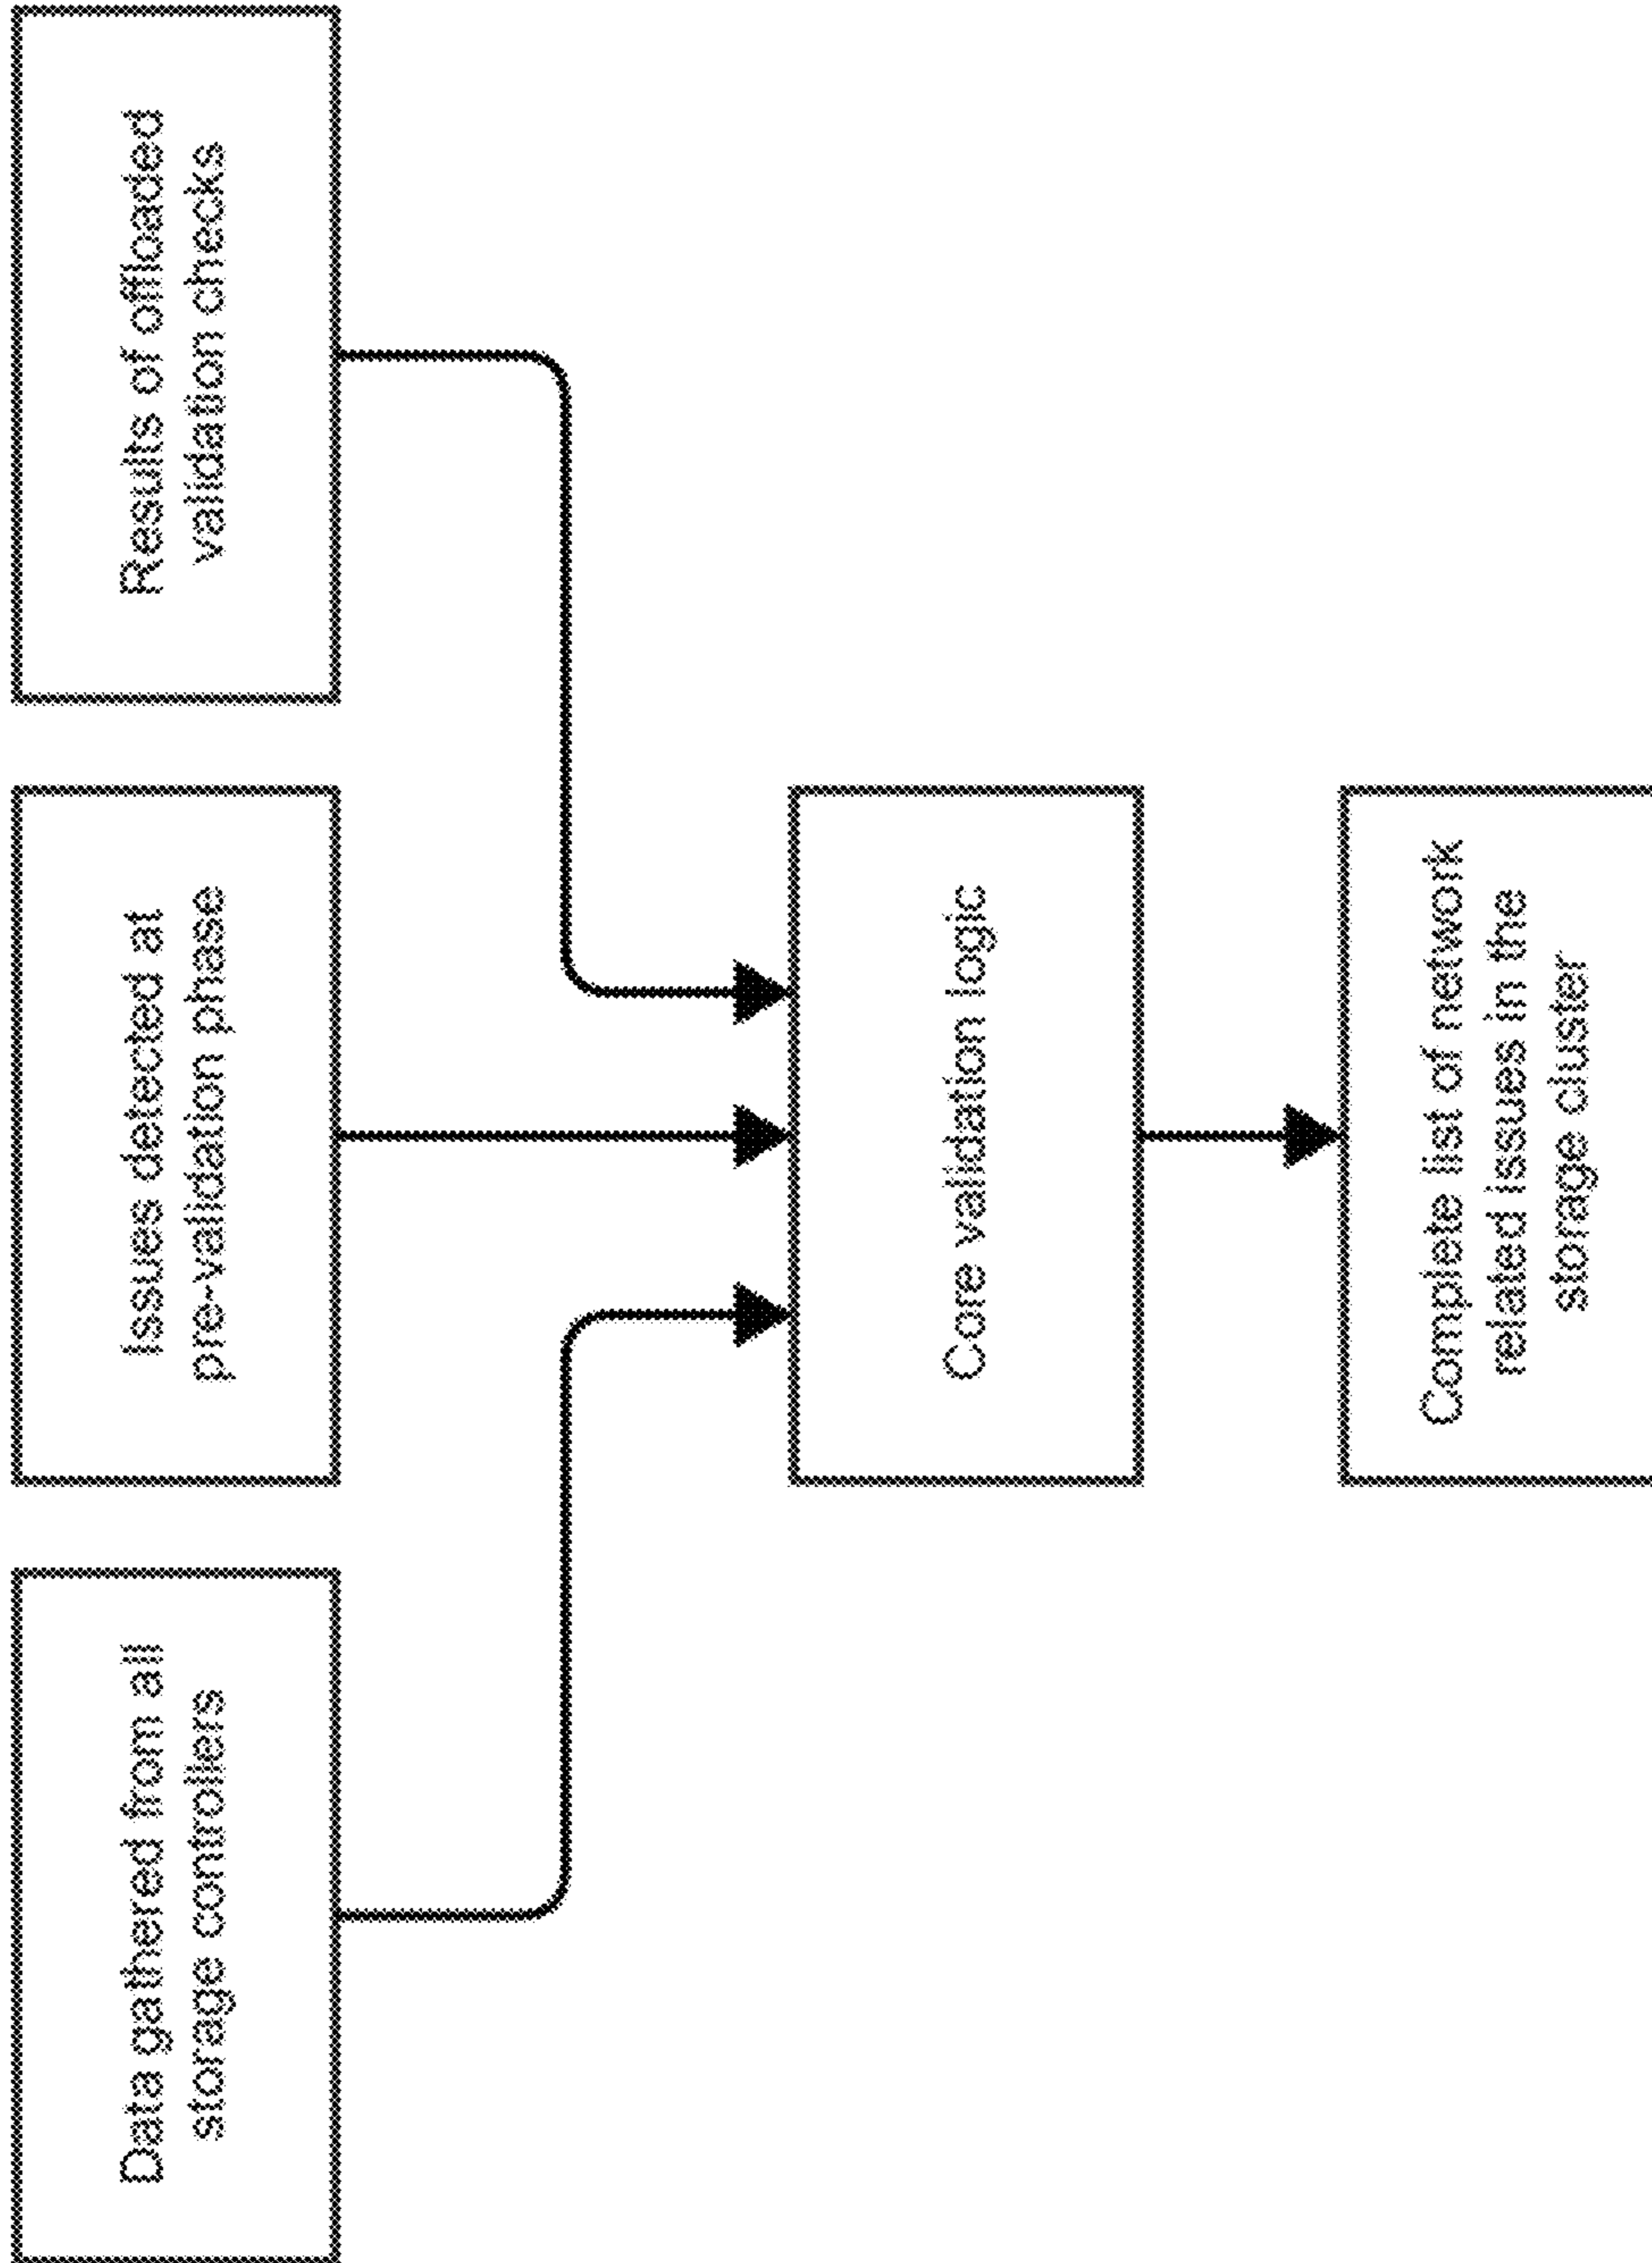 Data gathered from all
storage controllers
Issues detected at
pre-validation phase
Results of offloaded
validation checks
Core validation logic
Complete list of network
related issues in the
storage cluster